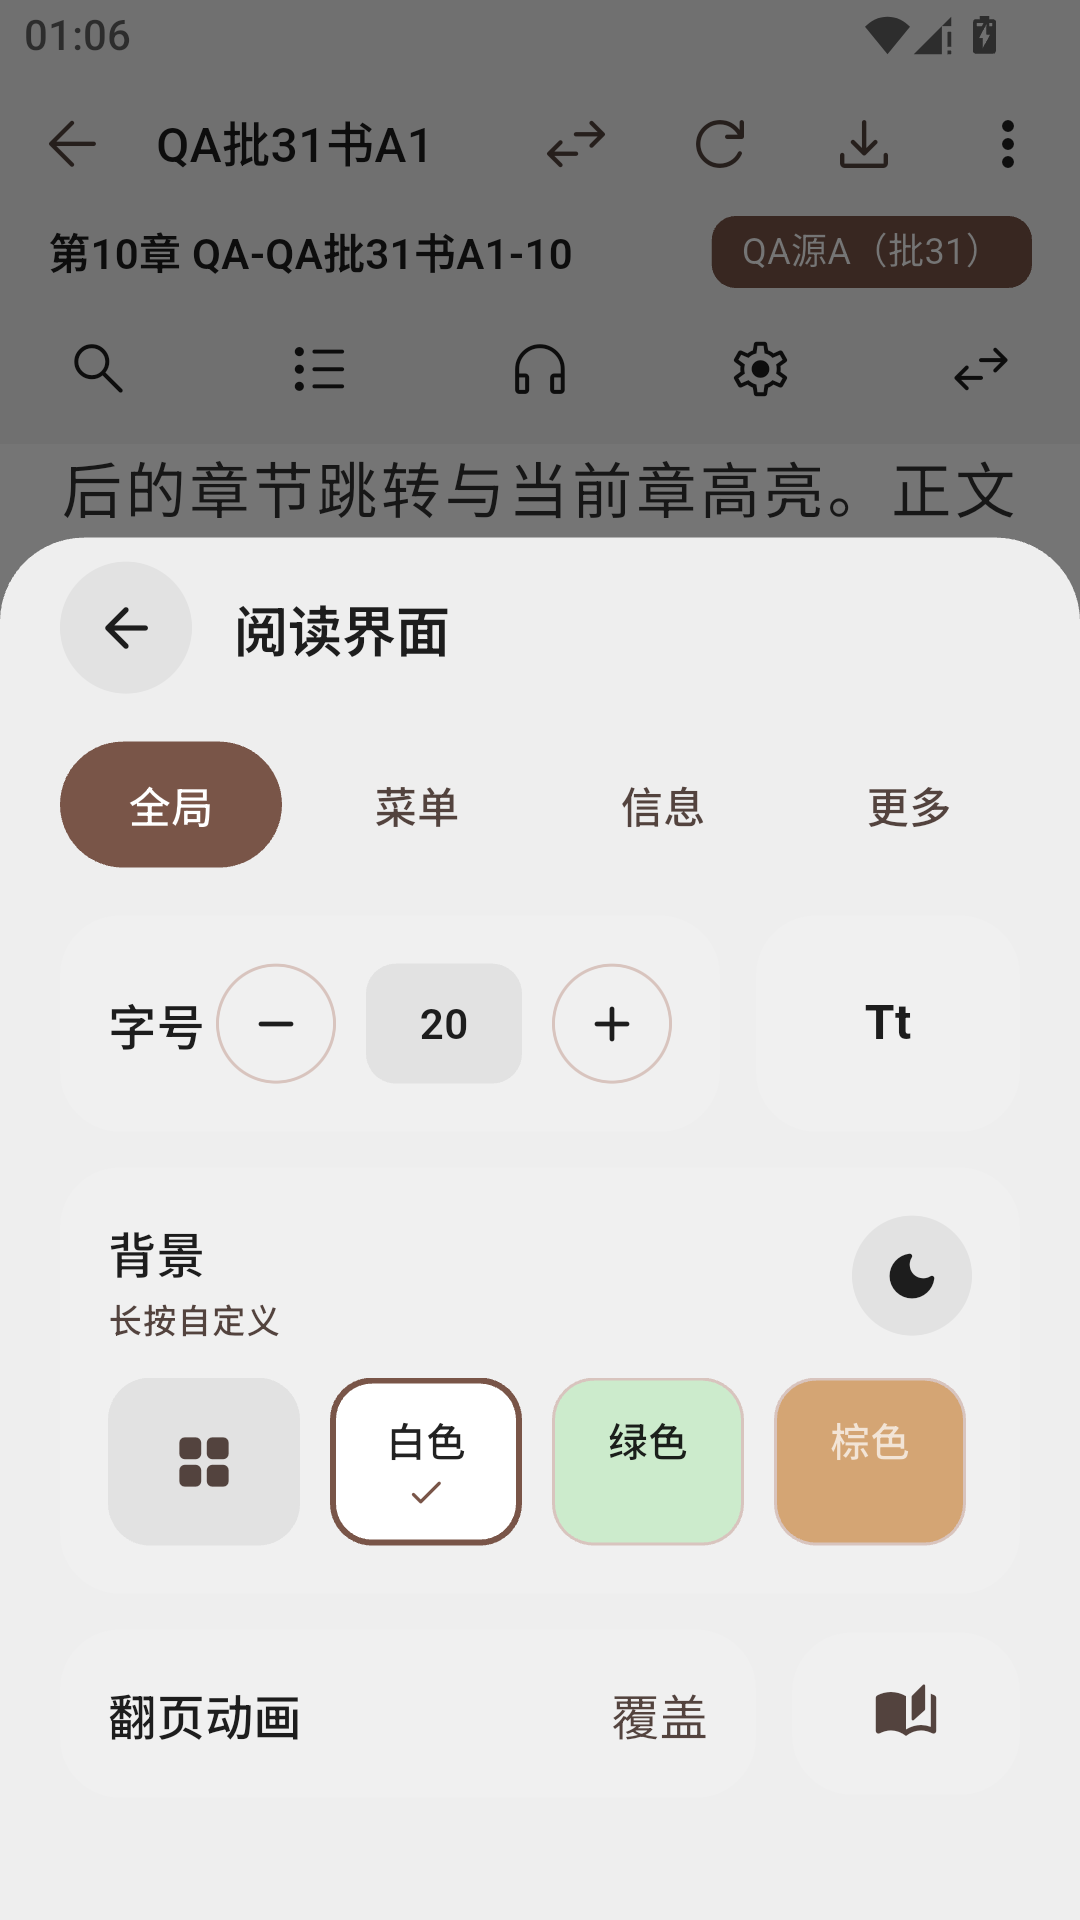 01:06
QA批31书A1
第10章 QA-QA批31书A1-10
QA源A（批31）
后的章节跳转与当前章高亮。正文
阅读界面
全局 菜单 信息 更多
字号 20 Tt
背景
长按自定义
白色 绿色 棕色
翻页动画 覆盖